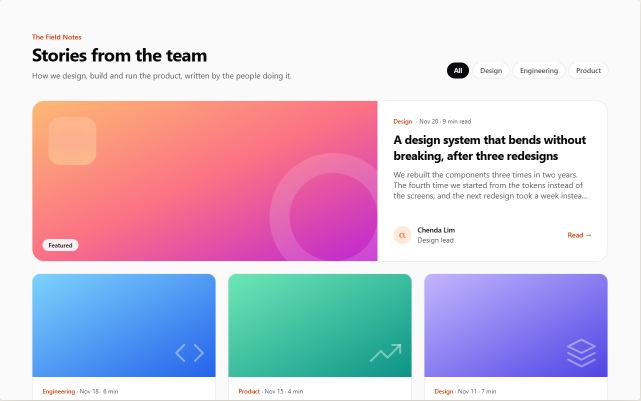 The Field Notes
Stories from the team
How we design, build and run the product, written by the people doing it.
All
Design
Engineering
Product
Design · Nov 20 · 9 min read
A design system that bends without
breaking, after three redesigns
We rebuilt the components three times in two years.
The fourth time we started from the tokens instead of
the screens, and the next redesign took a week instea...
CL
Chenda Lim
Design lead
Read →
Featured
Engineering · Nov 18 · 6 min
Product · Nov 15 · 4 min
Design · Nov 11 · 7 min